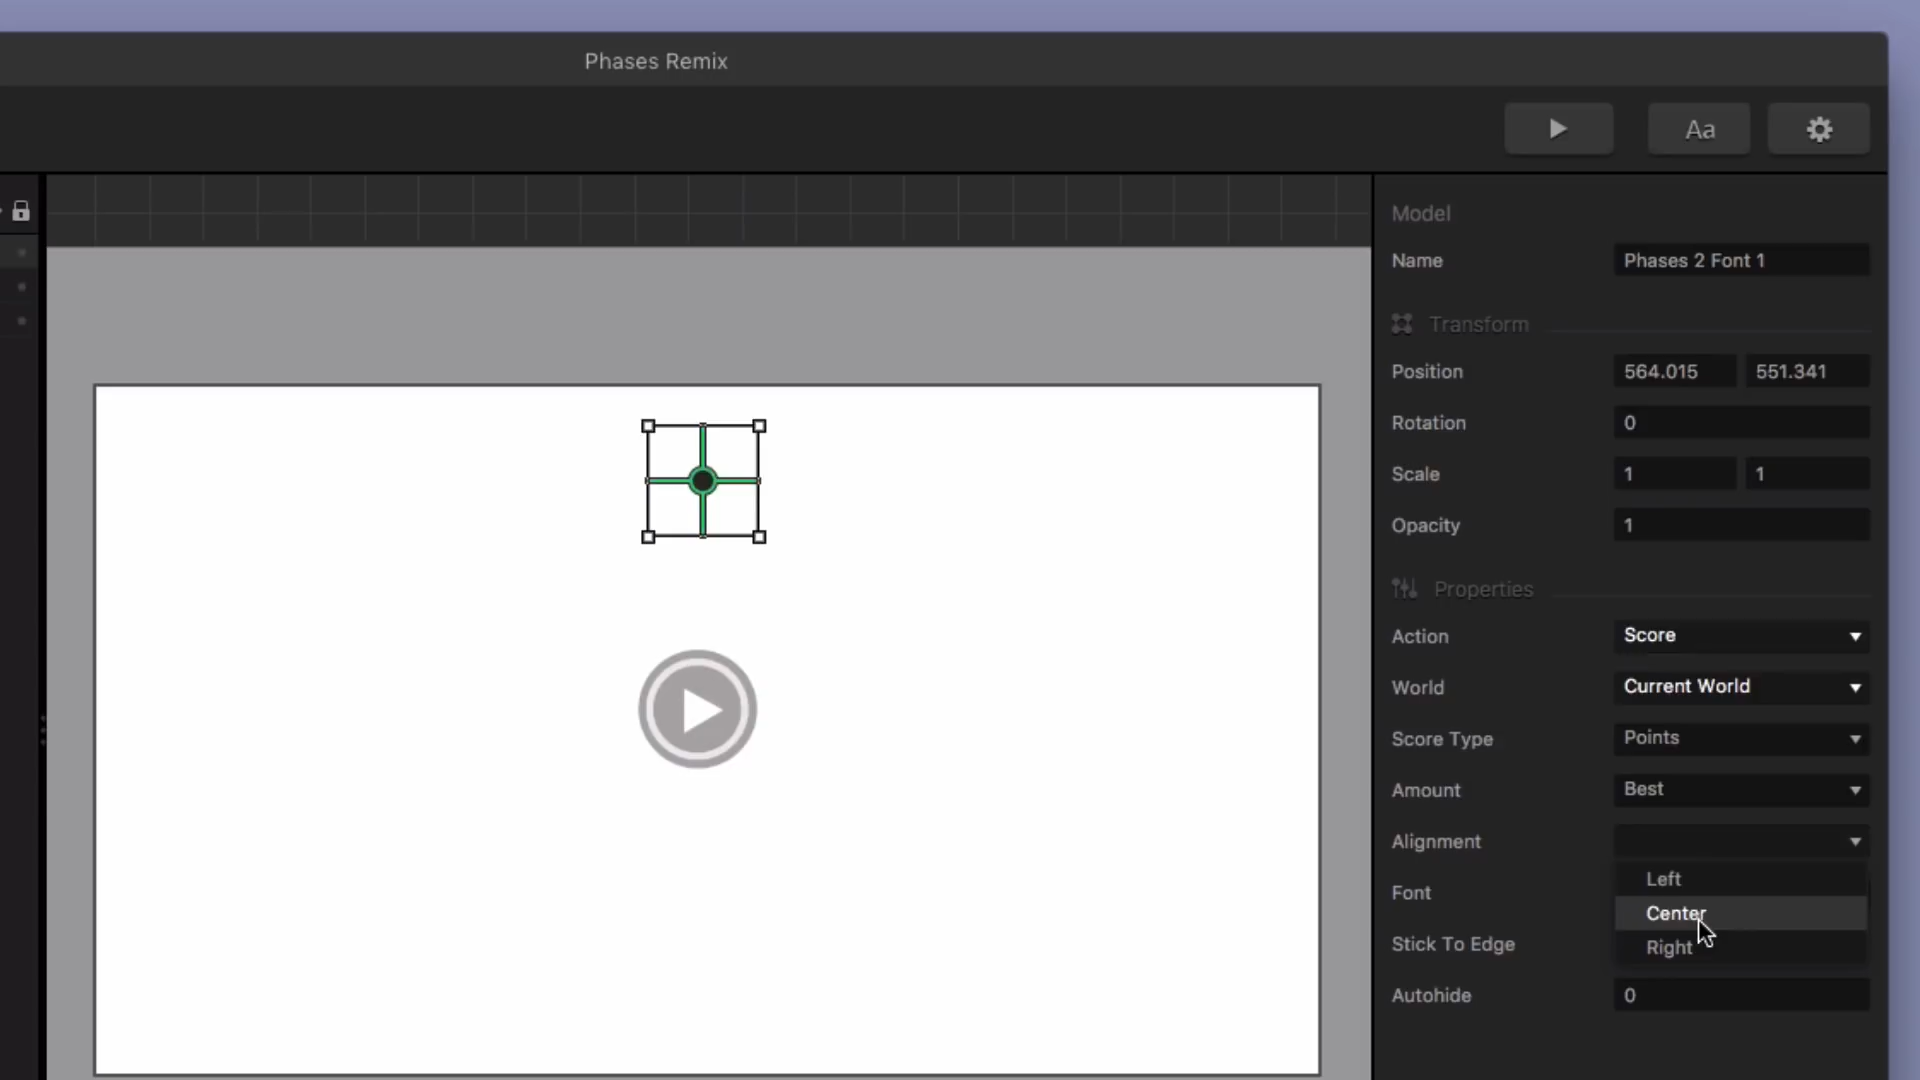 Phases Remix
Aa
Model
Name Phases 2 Font 1
Transform
Position 564.015 551.341
Rotation 0
Scale 1 1
Opacity 1
Properties
Action Score
World Current World
Score Type Points
Amount Best
Alignment
Left
Font
Center
Stick To Edge
Right
Autohide 0